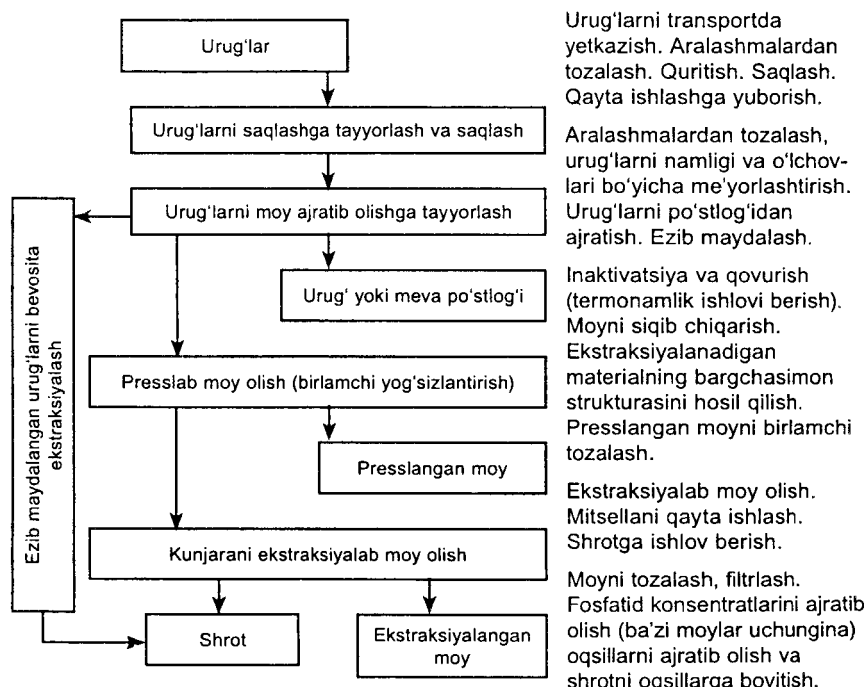 Urug‘lar
Urug‘larni saqlashga tayyorlash va saqlash
Urug‘larni moy ajratib olishga tayyorlash
Urug‘ yoki meva po‘stlog‘i
Presslab moy olish (birlamchi yog‘sizlantirish)
Presslangan moy
Kunjarani ekstraksiyalab moy olish
Shrot
Ekstraksiyalangan
moy
Ezib maydalangan urug‘larni bevosita
ekstraksiyalash
Urug‘larni transportda
yetkazish. Aralashmalardan
tozalash. Quritish. Saqlash.
Qayta ishlashga yuborish.
Aralashmalardan tozalash,
urug‘larni namligi va o‘lchov-
lari bo‘yicha me’yorlashtirish.
Urug‘larni po‘stlog‘idan
ajratish. Ezib maydalash.
Inaktivatsiya va qovurish
(termonamlik ishlovi berish).
Moyni siqib chiqarish.
Ekstraksiyalanadigan
materialning bargchasimon
strukturasini hosil qilish.
Presslangan moyni birlamchi
tozalash.
Ekstraksiyalab moy olish.
Mitsellani qayta ishlash.
Shrotga ishlov berish.
Moyni tozalash, filtrlash.
Fosfatid konsentratlarini ajratib
olish (ba’zi moylar uchungina)
oqsillarni ajratib olish va
shrotni oqsillarga boyitish.